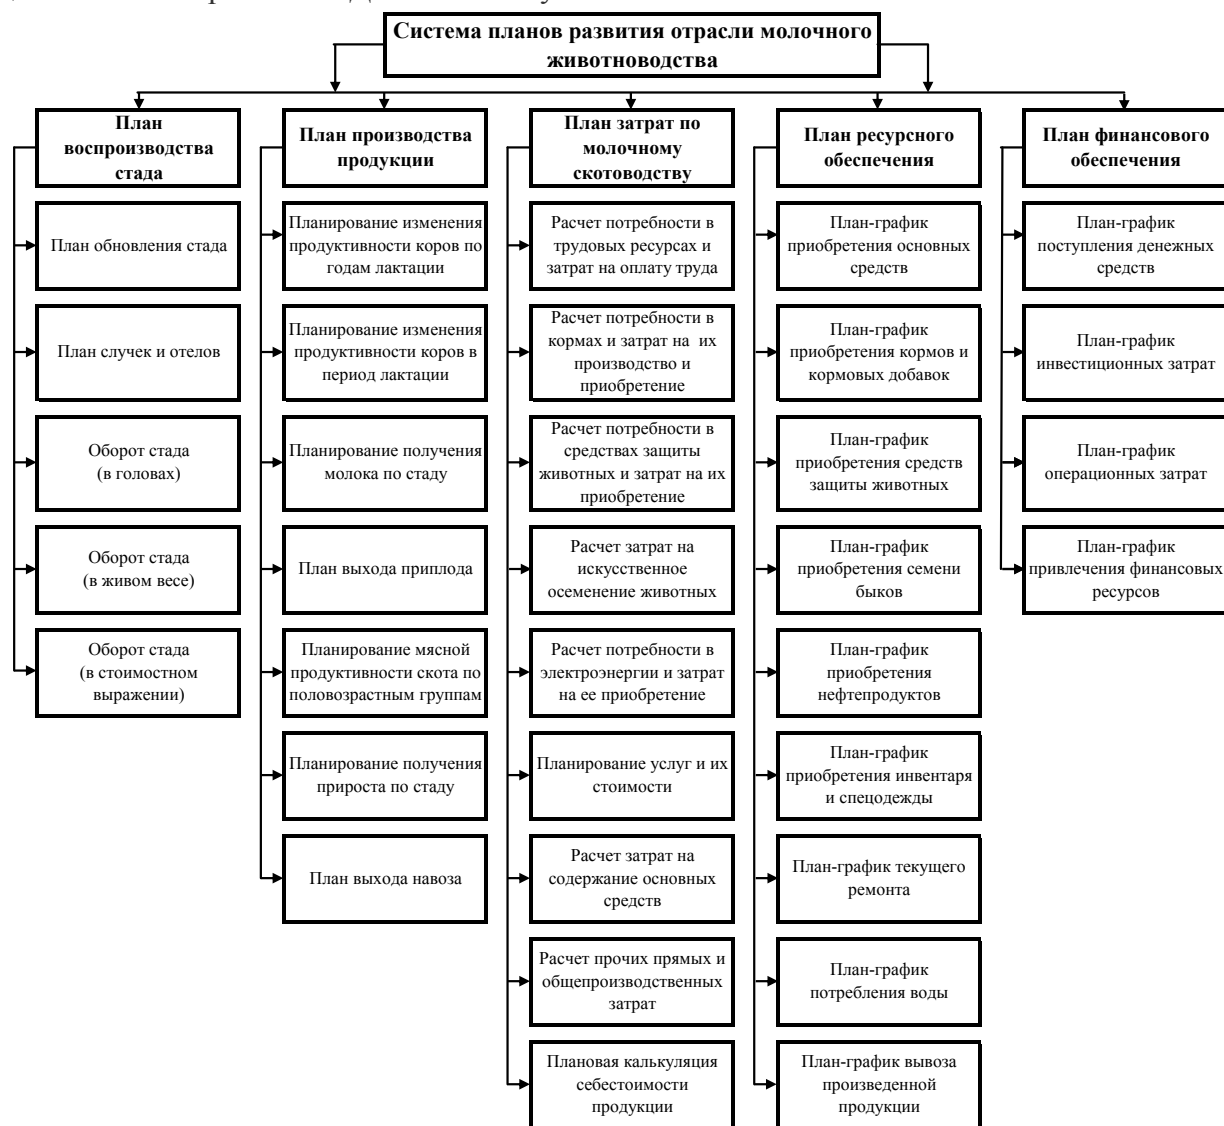 Система планов развития отрасли молочного
животноводства
План
воспроизводства
стада
План обновления стада
План случек и отелов
Оборот стада
(в головах)
Оборот стада
(в живом весе)
Оборот стада
(в стоимостном
выражении)
План производства
продукции
Планирование изменения
продуктивности коров по
годам лактации
Планирование изменения
продуктивности коров в
период лактации
Планирование получения
молока по стаду
План выхода приплода
Планирование мясной
продуктивности скота по
половозрастным группам
Планирование получения
прироста по стаду
План выхода навоза
План затрат по
молочному
скотоводству
Расчет потребности в
трудовых ресурсах и
затрат на оплату труда
Расчет потребности в
кормах и затрат на их
производство и
приобретение
Расчет потребности в
средствах защиты
животных и затрат на их
приобретение
Расчет затрат на
искусственное
осеменение животных
Расчет потребности в
электроэнергии и затрат
на ее приобретение
Планирование услуг и их
стоимости
Расчет затрат на
содержание основных
средств
Расчет прочих прямых и
общепроизводственных
затрат
Плановая калькуляция
себестоимости
продукции
План ресурсного
обеспечения
План-график
приобретения основных
средств
План-график
приобретения кормов и
кормовых добавок
План-график
приобретения средств
защиты животных
План-график
приобретения семени
быков
План-график
приобретения
нефтепродуктов
План-график
приобретения инвентаря
и спецодежды
План-график текущего
ремонта
План-график
потребления воды
План-график вывоза
произведенной
продукции
План финансового
обеспечения
План-график
поступления денежных
средств
План-график
инвестиционных затрат
План-график
операционных затрат
План-график
привлечения финансовых
ресурсов